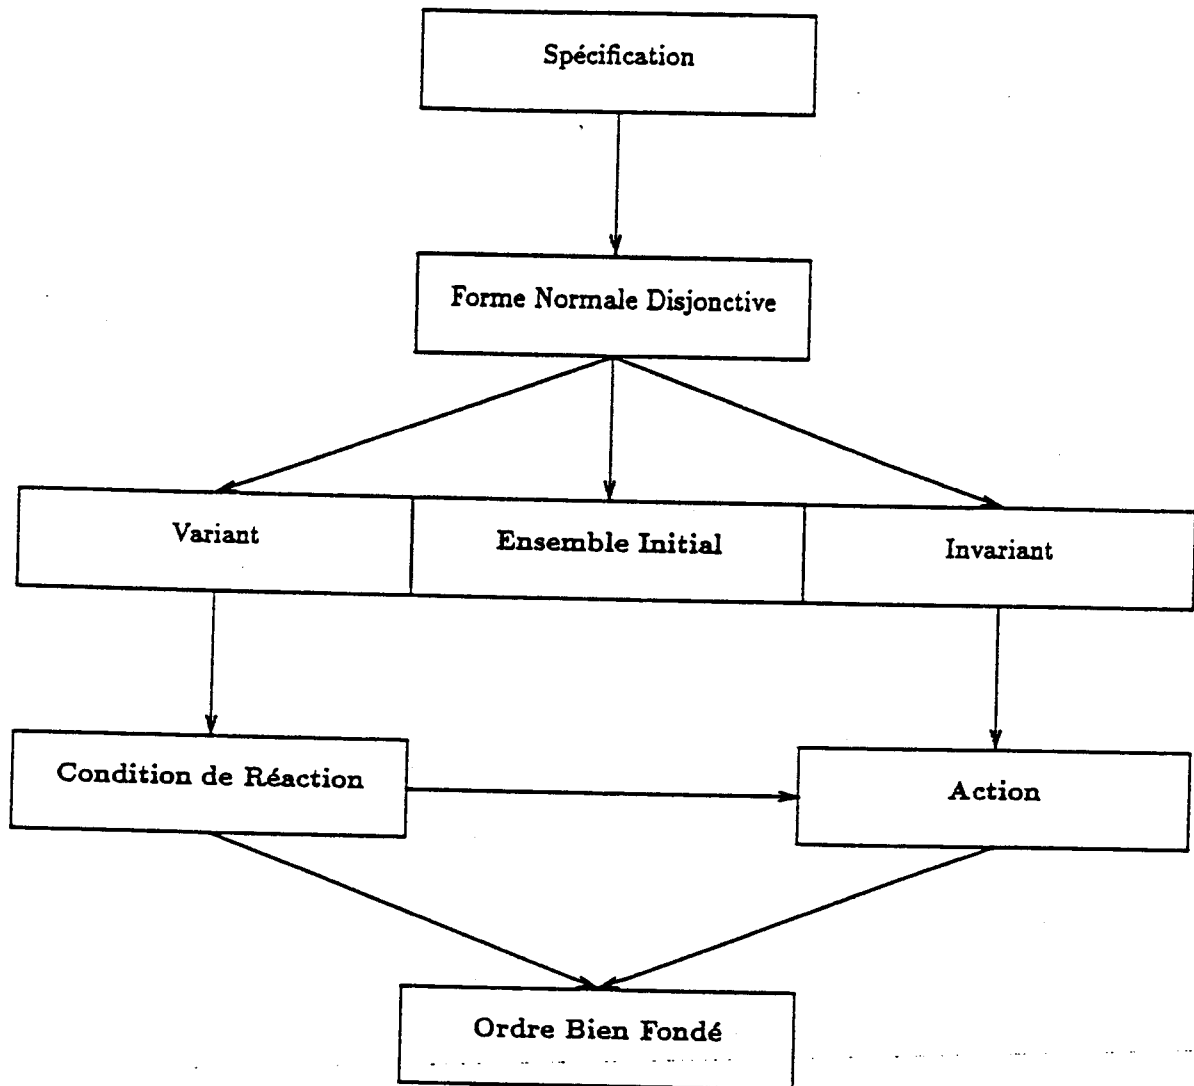 Spécification
Forme Normale Disjonctive
Variant
Ensemble Initial
Invariant
Condition de Réaction
Action
Ordre Bien Fondé